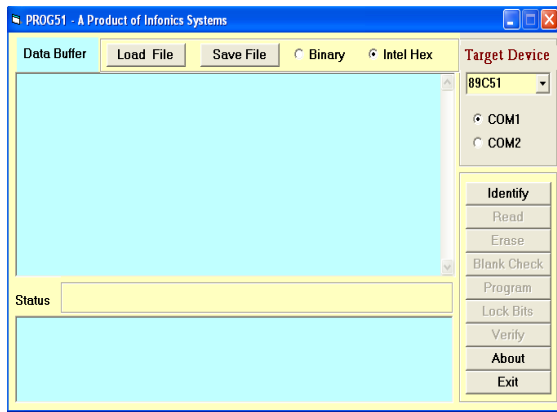 PROG51 - A Product of Infonics Systems
Data Buffer
Load File
Save File
Binary
Intel Hex
Target Device
89C51
COM1
COM2
Identify
Read
Erase
Blank Check
Program
Lock Bits
Verify
About
Exit
Status